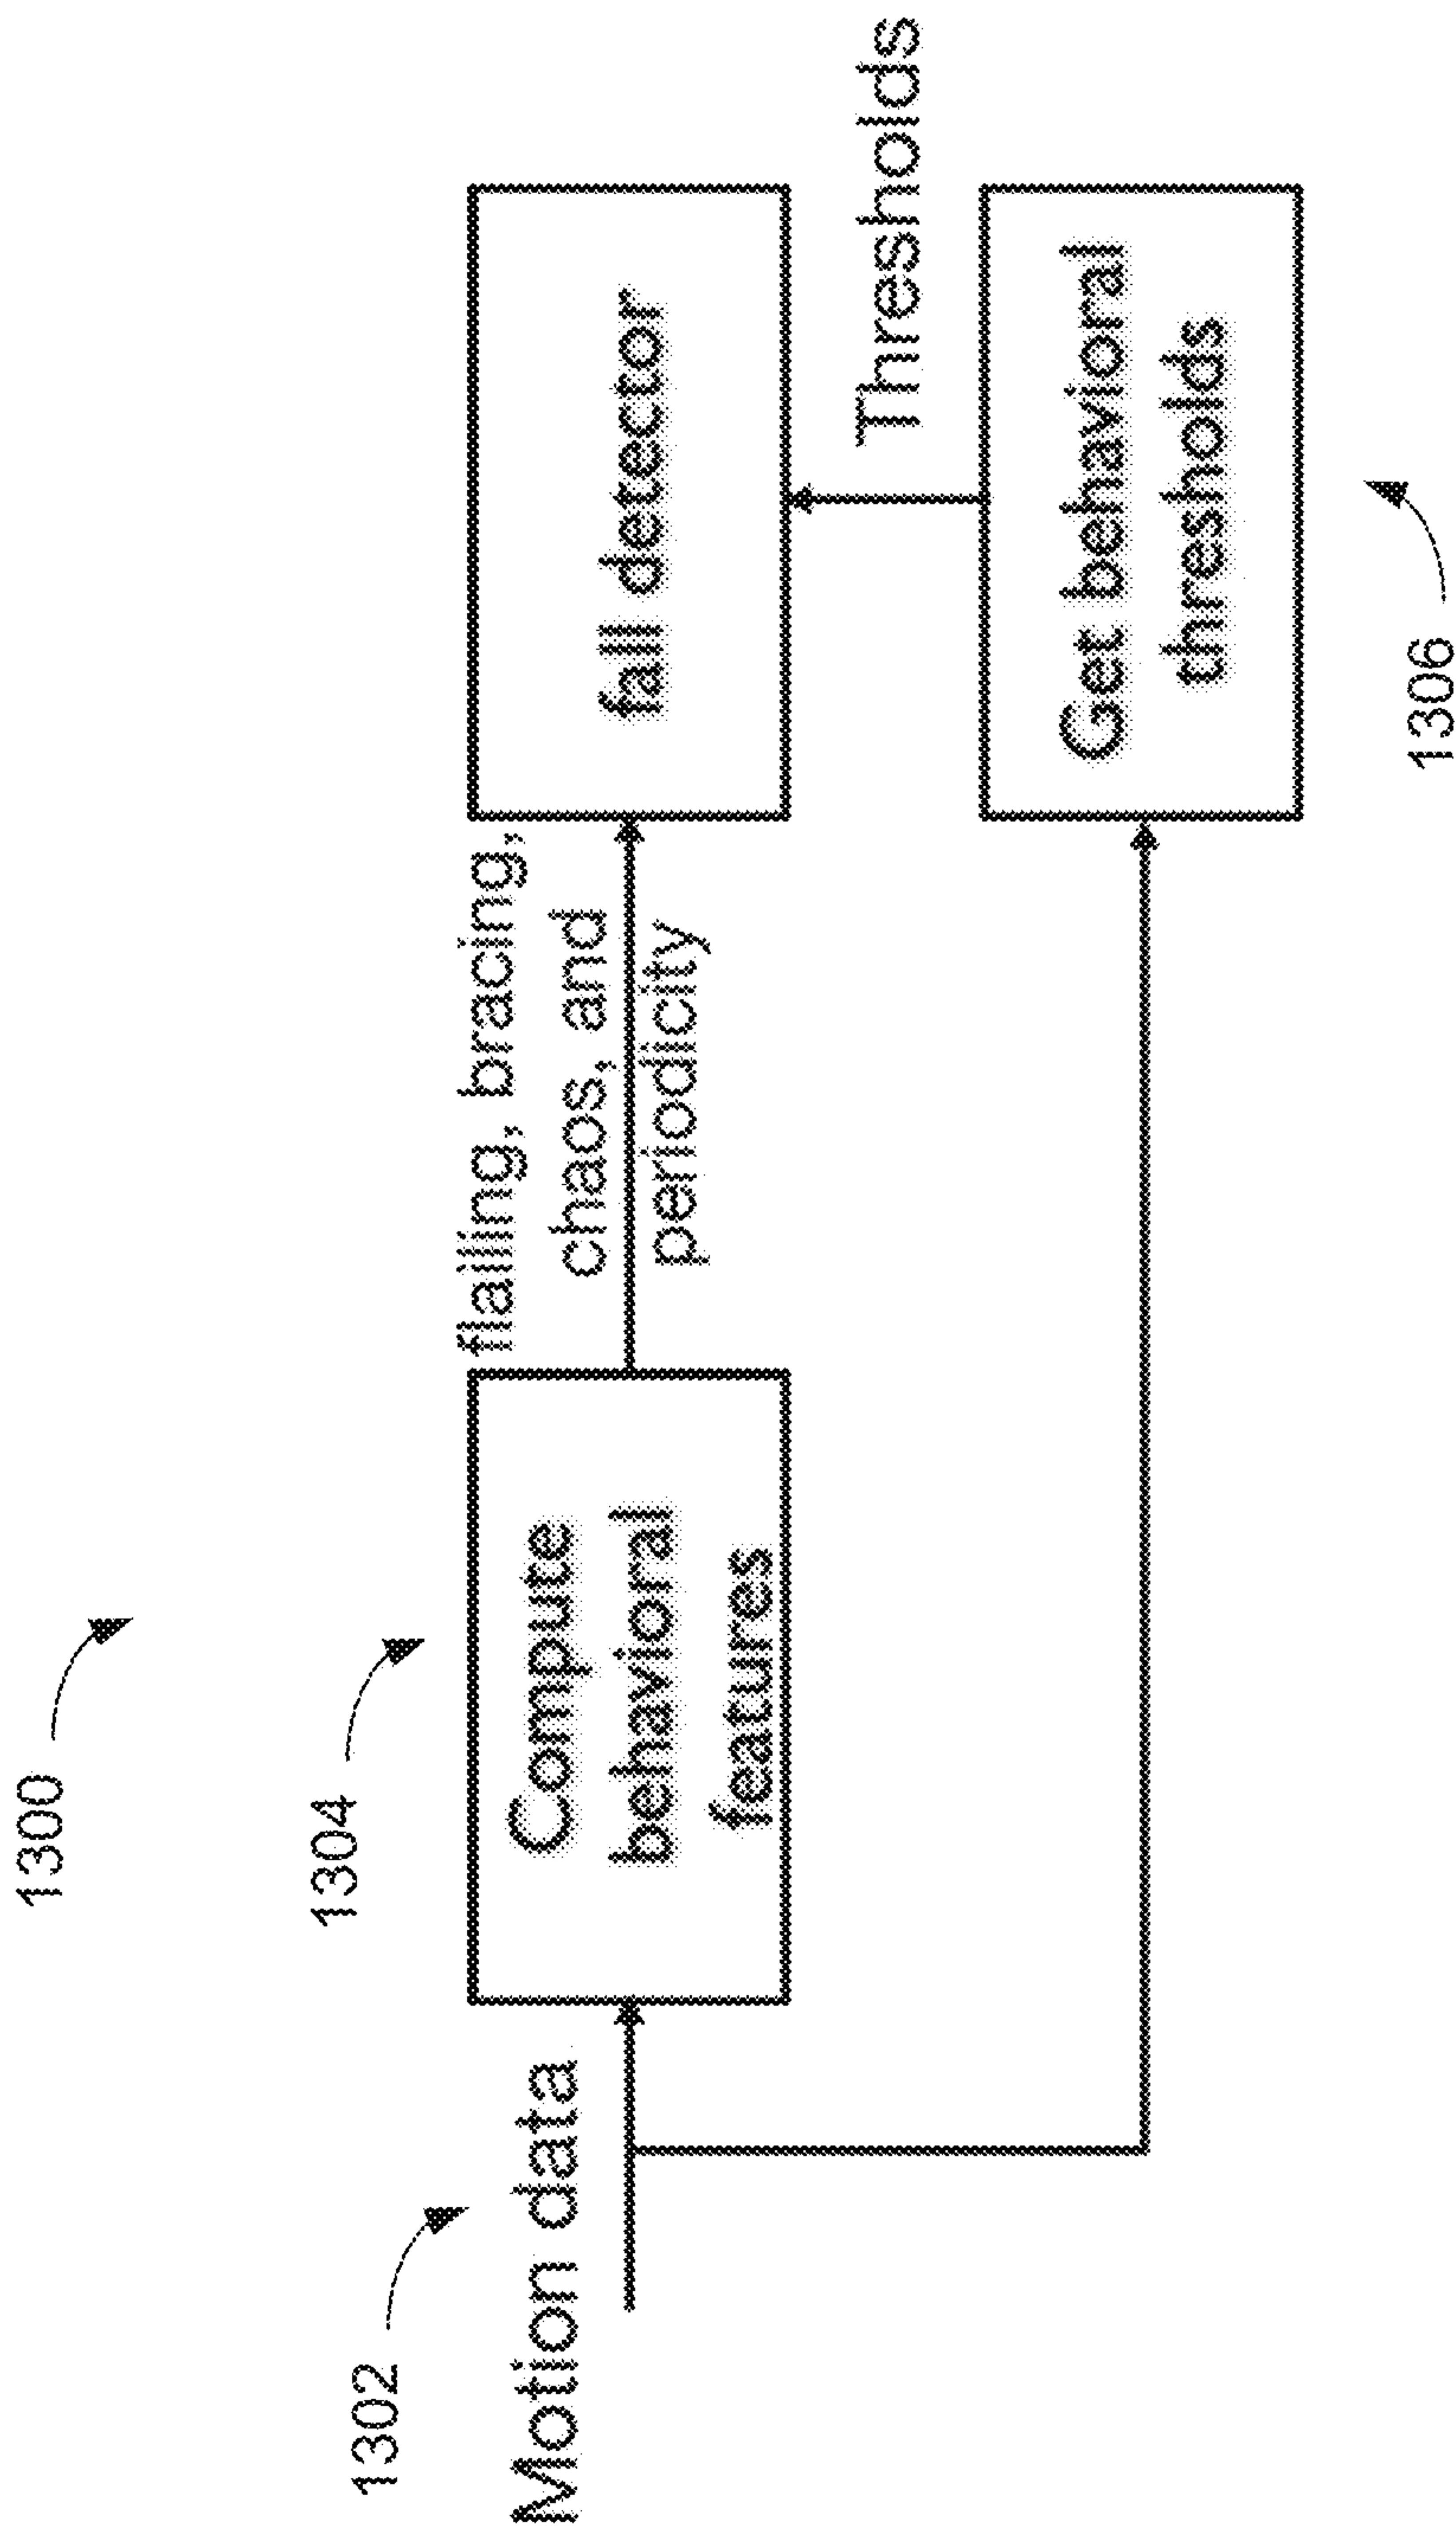 1300
1302
Motion data
1304
Compute
behavioral
features
flailing, bracing,
chaos, and
periodicity
fall detector
Thresholds
Get behavioral
thresholds
1306